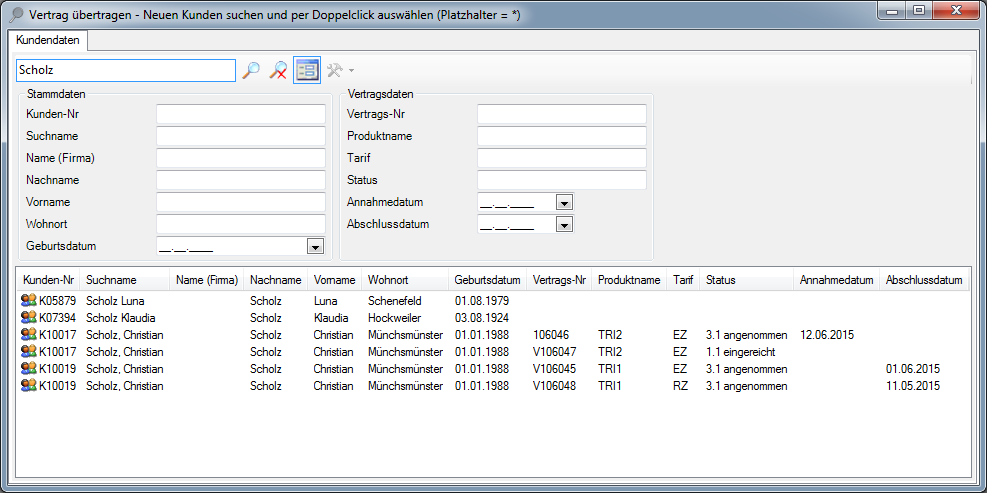 Vertrag übertragen - Neuen Kunden suchen und per Doppelclick auswählen (Platzhalter = *)
Kundendaten
Scholz
Stammdaten
Kunden-Nr
Suchname
Name (Firma)
Nachname
Vorname
Wohnort
Geburtsdatum __.__.____
Vertragsdaten
Vertrags-Nr
Produktname
Tarif
Status
Annahmedatum __.__.____
Abschlussdatum __.__.____
Kunden-Nr Suchname Name (Firma) Nachname Vorname Wohnort Geburtsdatum Vertrags-Nr Produktname Tarif Status Annahmedatum Abschlussdatum
K05879 Scholz Luna Scholz Luna Schenefeld 01.08.1979
K07394 Scholz Klaudia Scholz Klaudia Hockweiler 03.08.1924
K10017 Scholz, Christian Scholz Christian Münchsmünster 01.01.1988 106046 TRI2 EZ 3.1 angenommen 12.06.2015
K10017 Scholz, Christian Scholz Christian Münchsmünster 01.01.1988 V106047 TRI2 EZ 1.1 eingereicht
K10019 Scholz, Christian Scholz Christian Münchsmünster 01.01.1988 V106045 TRI1 EZ 3.1 angenommen 01.06.2015
K10019 Scholz, Christian Scholz Christian Münchsmünster 01.01.1988 V106048 TRI1 RZ 3.1 angenommen 11.05.2015